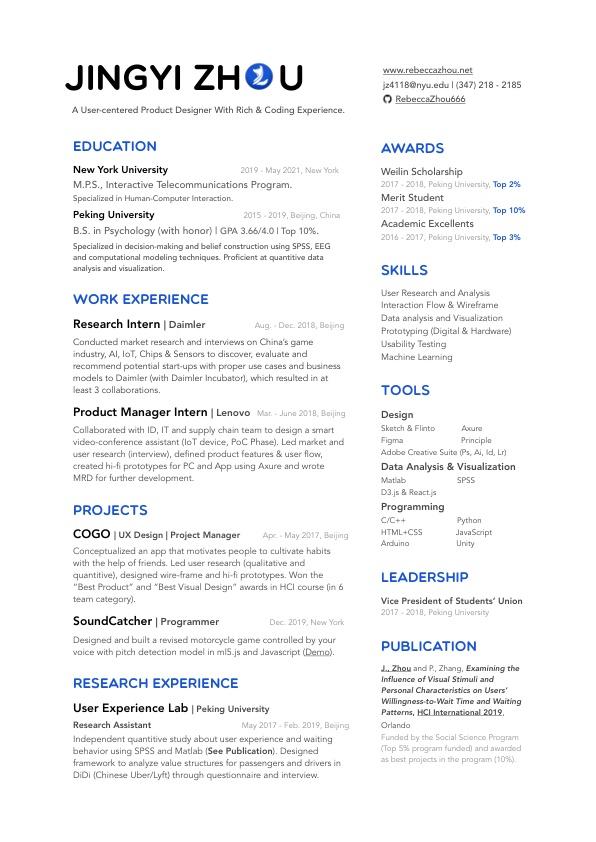 JINGYI ZHOU
A User-centered Product Designer With Rich & Coding Experience.
www.rebeccazhou.net
jz4118@nyu.edu | (347) 218 - 2185
RebeccaZhou666
EDUCATION
New York University 2019 - May 2021, New York
M.P.S., Interactive Telecommunications Program.
Specialized in Human-Computer Interaction.
Peking University 2015 - 2019, Beijing, China
B.S. in Psychology (with honor) | GPA 3.66/4.0 | Top 10%.
Specialized in decision-making and belief construction using SPSS, EEG
and computational modeling techniques. Proficient at quantitive data
analysis and visualization.
WORK EXPERIENCE
Research Intern | Daimler Aug. - Dec. 2018, Beijing
Conducted market research and interviews on China's game
industry, AI, IoT, Chips & Sensors to discover, evaluate and
recommend potential start-ups with proper use cases and business
models to Daimler (with Daimler Incubator), which resulted in at
least 3 collaborations.
Product Manager Intern | Lenovo Mar. - June 2018, Beijing
Collaborated with ID, IT and supply chain team to design a smart
video-conference assistant (IoT device, PoC Phase). Led market and
user research (interview), defined product features & user flow,
created hi-fi prototypes for PC and App using Axure and wrote
MRD for further development.
PROJECTS
COGO | UX Design | Project Manager Apr. - May 2017, Beijing
Conceptualized an app that motivates people to cultivate habits
with the help of friends. Led user research (qualitative and
quantitive), designed wire-frame and hi-fi prototypes. Won the
"Best Product" and "Best Visual Design" awards in HCI course (in 6
team category).
SoundCatcher | Programmer Dec. 2019, New York
Designed and built a revised motorcycle game controlled by your
voice with pitch detection model in ml5.js and Javascript (Demo).
RESEARCH EXPERIENCE
User Experience Lab | Peking University
Research Assistant May 2017 - Feb. 2019, Beijing
Independent quantitive study about user experience and waiting
behavior using SPSS and Matlab (See Publication). Designed
framework to analyze value structures for passengers and drivers in
DiDi (Chinese Uber/Lyft) through questionnaire and interview.
AWARDS
Weilin Scholarship
2017 - 2018, Peking University, Top 2%
Merit Student
2017 - 2018, Peking University, Top 10%
Academic Excellents
2016 - 2017, Peking University, Top 3%
SKILLS
User Research and Analysis
Interaction Flow & Wireframe
Data analysis and Visualization
Prototyping (Digital & Hardware)
Usability Testing
Machine Learning
TOOLS
Design
Sketch & Flinto Axure
Figma Principle
Adobe Creative Suite (Ps, Ai, Id, Lr)
Data Analysis & Visualization
Matlab SPSS
D3.js & React.js
Programming
C/C++ Python
HTML+CSS JavaScript
Arduino Unity
LEADERSHIP
Vice President of Students' Union
2017 - 2018, Peking University
PUBLICATION
J., Zhou and P., Zhang, Examining the
Influence of Visual Stimuli and
Personal Characteristics on Users'
Willingness-to-Wait Time and Waiting
Patterns, HCI International 2019,
Orlando
Funded by the Social Science Program
(Top 5% program funded) and awarded
as best projects in the program (10%).